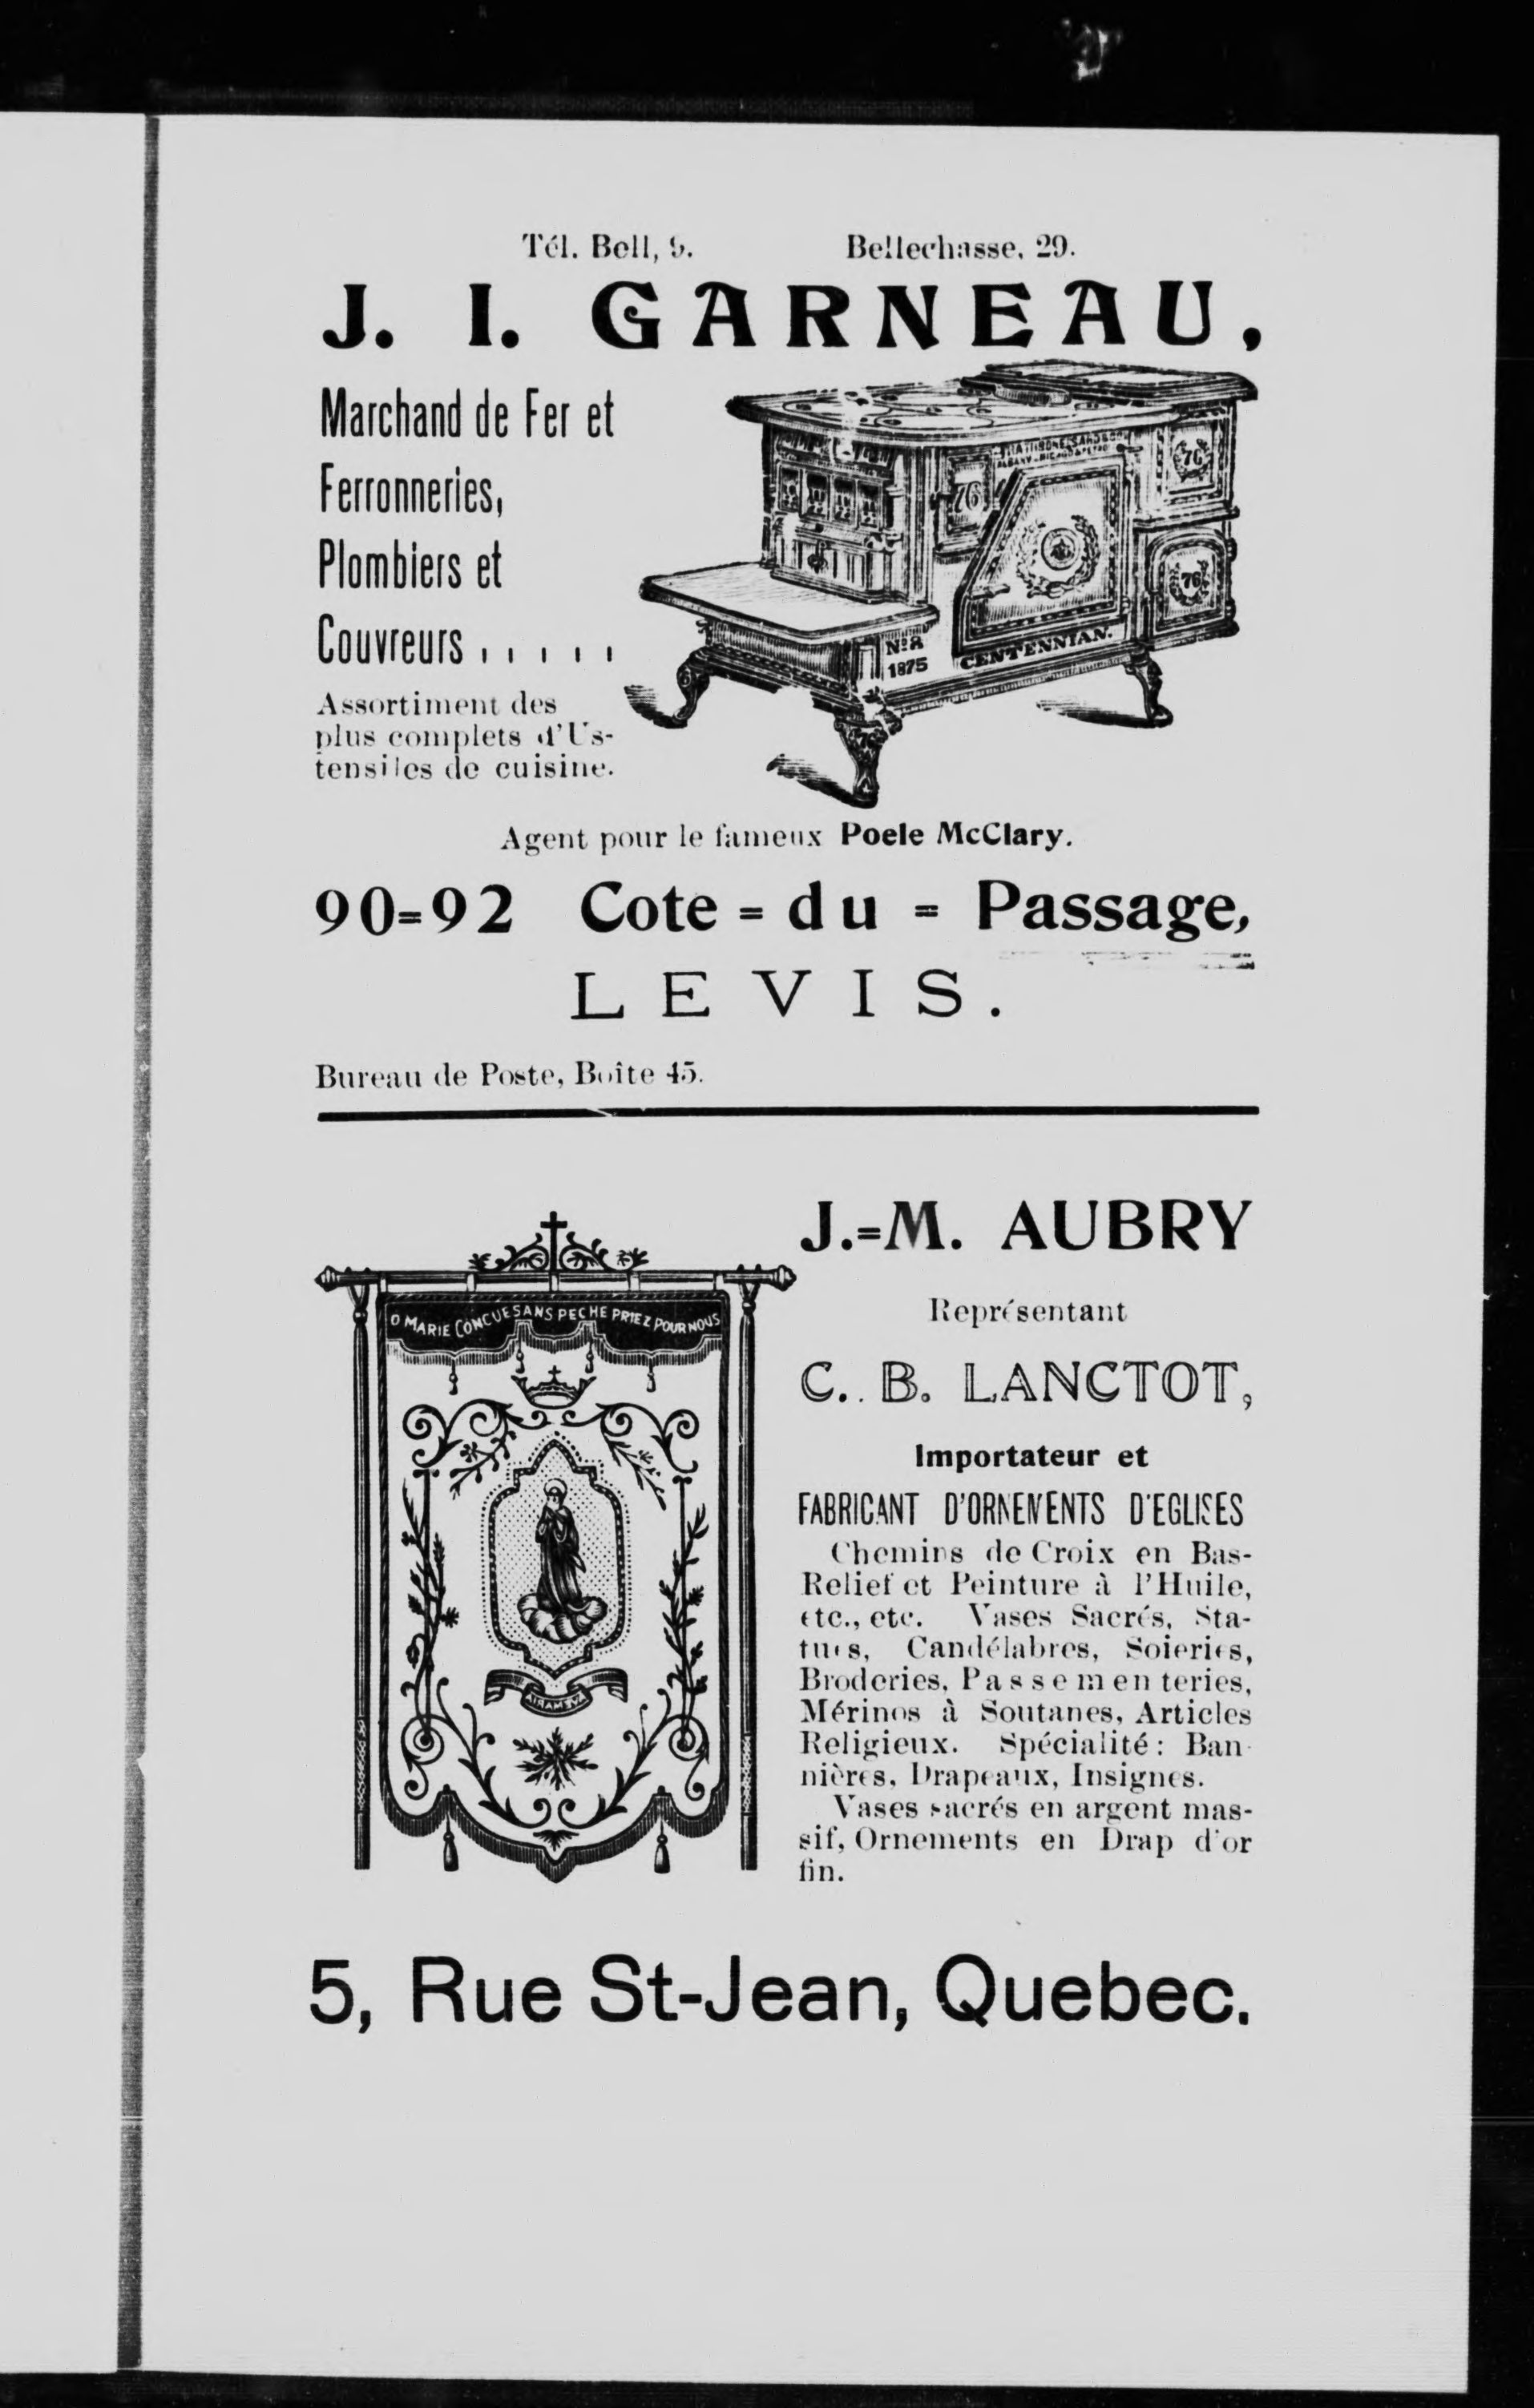 Tél. Bell, 9. Bellechasse, 29.
J. I. GARNEAU,
Marchand de Fer et
Ferronneries,
Plombiers et
Couvreurs . . . . .
Assortiment des
plus complets d'Us-
tensiles de cuisine.
76
76
76
No 8
1875
CENTENNIAN.
Agent pour le fameux Poele McClary.
90=92 Cote = du = Passage,
LEVIS.
Bureau de Poste, Boîte 45.
J.=M. AUBRY
Représentant
C. B. LANCTOT,
Importateur et
FABRICANT D'ORNEMENTS D'EGLISES
Chemins de Croix en Bas-
Relief et Peinture à l'Huile,
etc., etc. Vases Sacrés, Sta-
tues, Candélabres, Soieries,
Broderies, Passementeries,
Mérinos à Soutanes, Articles
Religieux. Spécialité : Ban-
nières, Drapeaux, Insignes.
Vases sacrés en argent mas-
sif, Ornements en Drap d'or
fin.
O MARIE CONCUE SANS PECHE PRIEZ POUR NOUS
5, Rue St-Jean, Quebec.